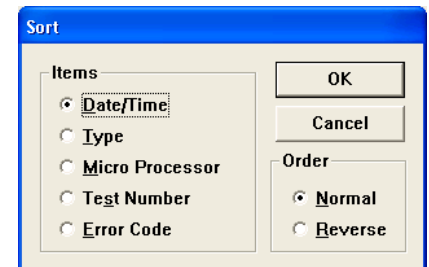 Sort
Items
Date/Time
Type
Micro Processor
Test Number
Error Code
OK
Cancel
Order
Normal
Reverse